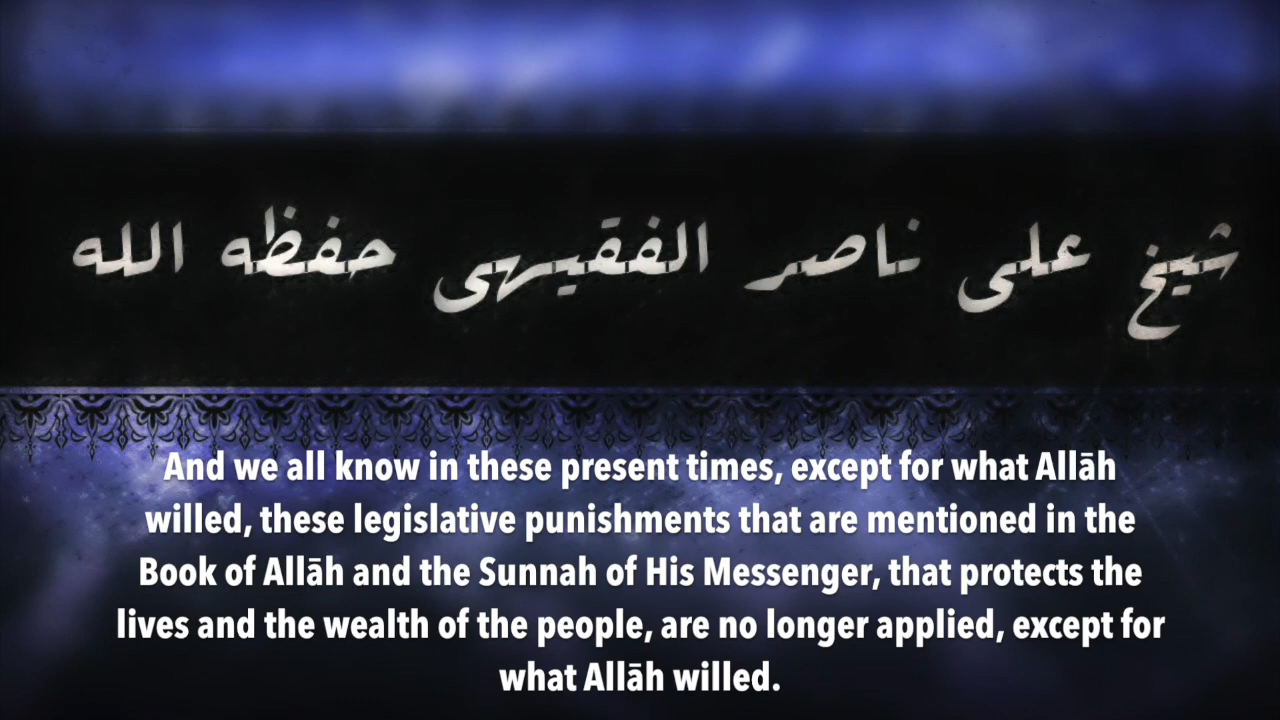 شيخ على ناصر الفقيهى حفظه الله
And we all know in these present times, except for what Allāh
willed, these legislative punishments that are mentioned in the
Book of Allāh and the Sunnah of His Messenger, that protects the
lives and the wealth of the people, are no longer applied, except for
what Allāh willed.